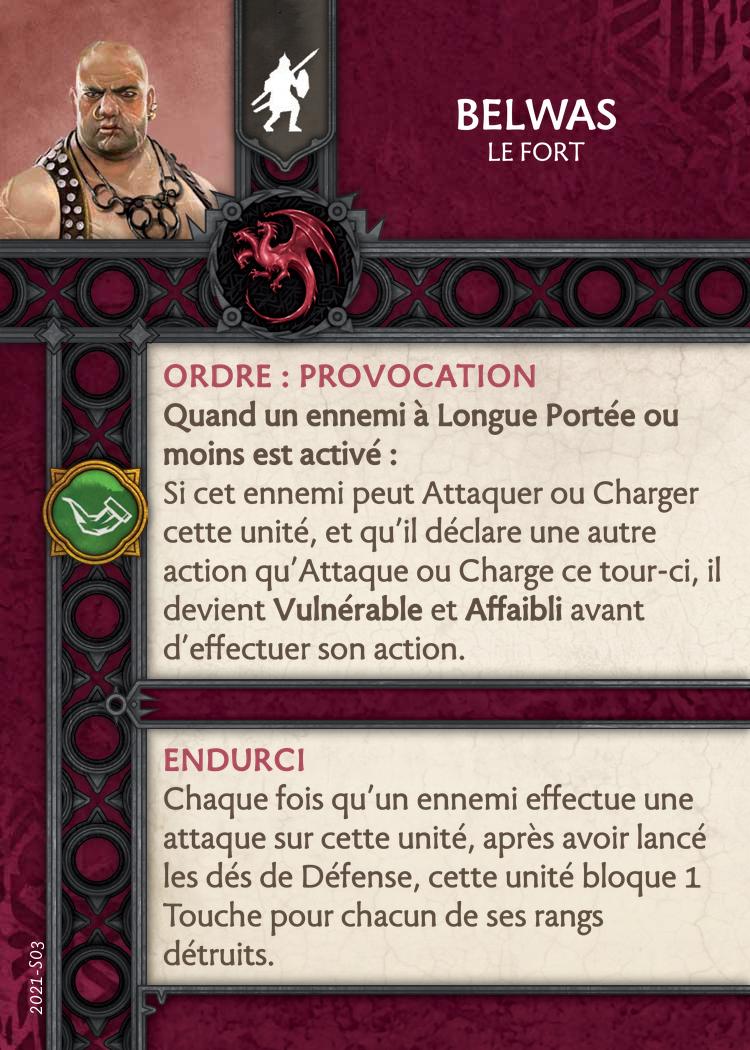 BELWAS
LE FORT
ORDRE : PROVOCATION
Quand un ennemi à Longue Portée ou
moins est activé :
Si cet ennemi peut Attaquer ou Charger
cette unité, et qu’il déclare une autre
action qu’Attaque ou Charge ce tour-ci, il
devient Vulnérable et Affaibli avant
d’effectuer son action.
ENDURCI
Chaque fois qu’un ennemi effectue une
attaque sur cette unité, après avoir lancé
les dés de Défense, cette unité bloque 1
Touche pour chacun de ses rangs
détruits.
2021-S03